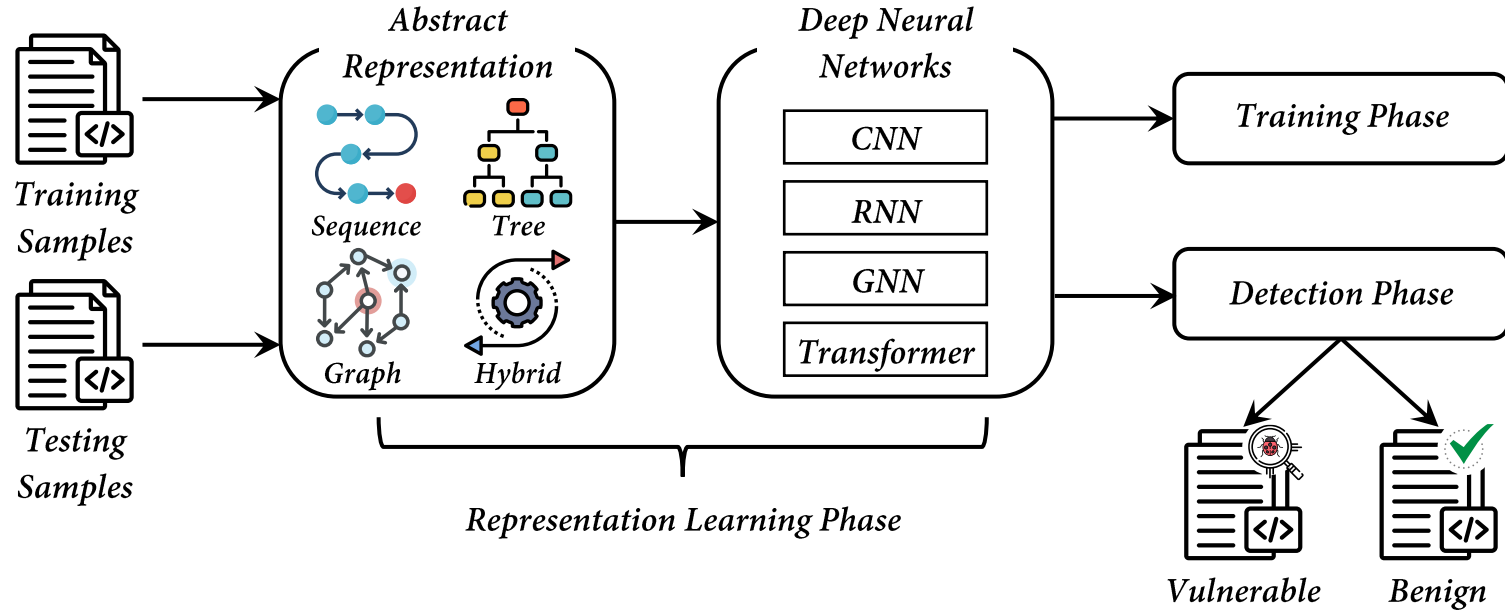 Training
Samples
</>
Testing
Samples
</>
Abstract
Representation
Sequence
Tree
Graph
Hybrid
Deep Neural
Networks
CNN
RNN
GNN
Transformer
Representation Learning Phase
Training Phase
Detection Phase
</>
Vulnerable
</>
Benign